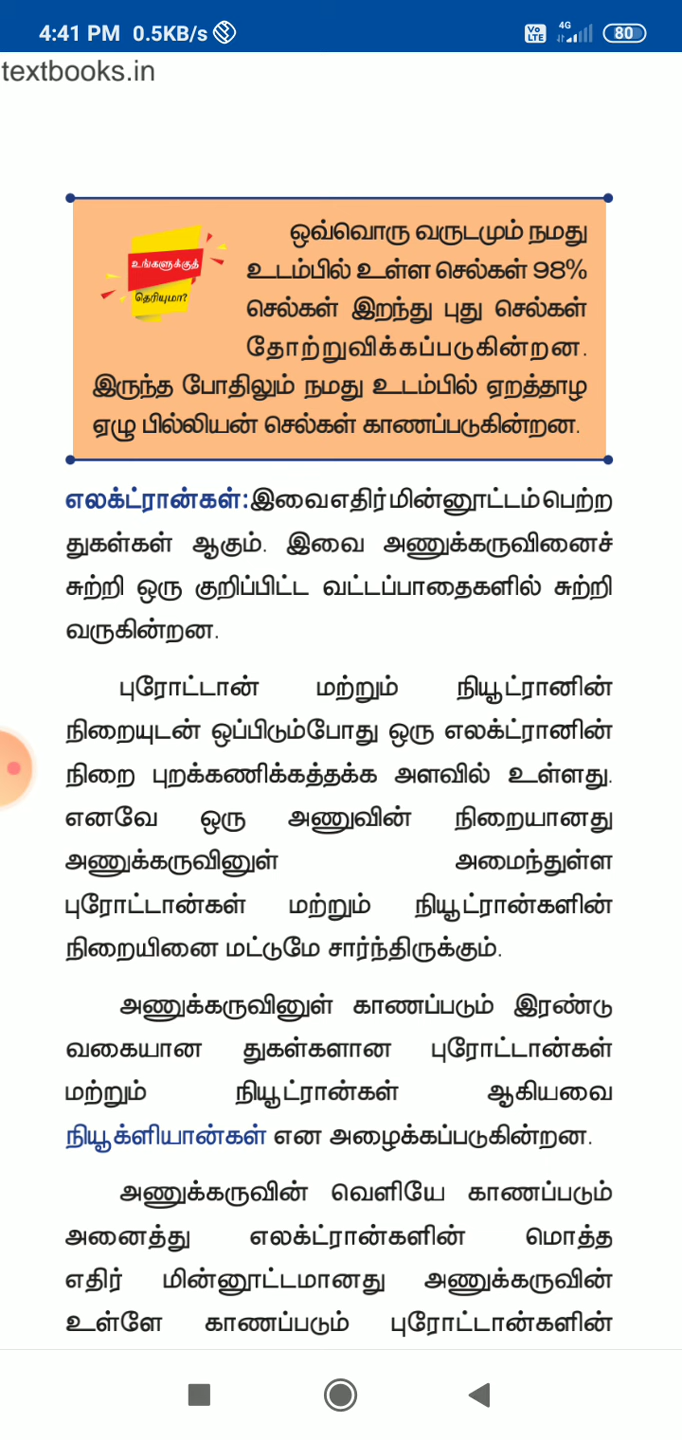 4:41 PM 0.5KB/s
Vo LTE 4G 80
textbooks.in
உங்களுக்குத்
தெரியுமா?
ஒவ்வொரு வருடமும் நமது
உடம்பில் உள்ள செல்கள் 98%
செல்கள் இறந்து புது செல்கள்
தோற்றுவிக்கப்படுகின்றன.
இருந்த போதிலும் நமது உடம்பில் ஏறத்தாழ
ஏழு பில்லியன் செல்கள் காணப்படுகின்றன.
எலக்ட்ரான்கள்:இவைஎதிர்மின்னூட்டம்பெற்ற
துகள்கள் ஆகும். இவை அணுக்கருவினைச்
சுற்றி ஒரு குறிப்பிட்ட வட்டப்பாதைகளில் சுற்றி
வருகின்றன.
புரோட்டான் மற்றும் நியூட்ரானின்
நிறையுடன் ஒப்பிடும்போது ஒரு எலக்ட்ரானின்
நிறை புறக்கணிக்கத்தக்க அளவில் உள்ளது.
எனவே ஒரு அணுவின் நிறையானது
அணுக்கருவினுள் அமைந்துள்ள
புரோட்டான்கள் மற்றும் நியூட்ரான்களின்
நிறையினை மட்டுமே சார்ந்திருக்கும்.
அணுக்கருவினுள் காணப்படும் இரண்டு
வகையான துகள்களான புரோட்டான்கள்
மற்றும் நியூட்ரான்கள் ஆகியவை
நியூக்ளியான்கள் என அழைக்கப்படுகின்றன.
அணுக்கருவின் வெளியே காணப்படும்
அனைத்து எலக்ட்ரான்களின் மொத்த
எதிர் மின்னூட்டமானது அணுக்கருவின்
உள்ளே காணப்படும் புரோட்டான்களின்